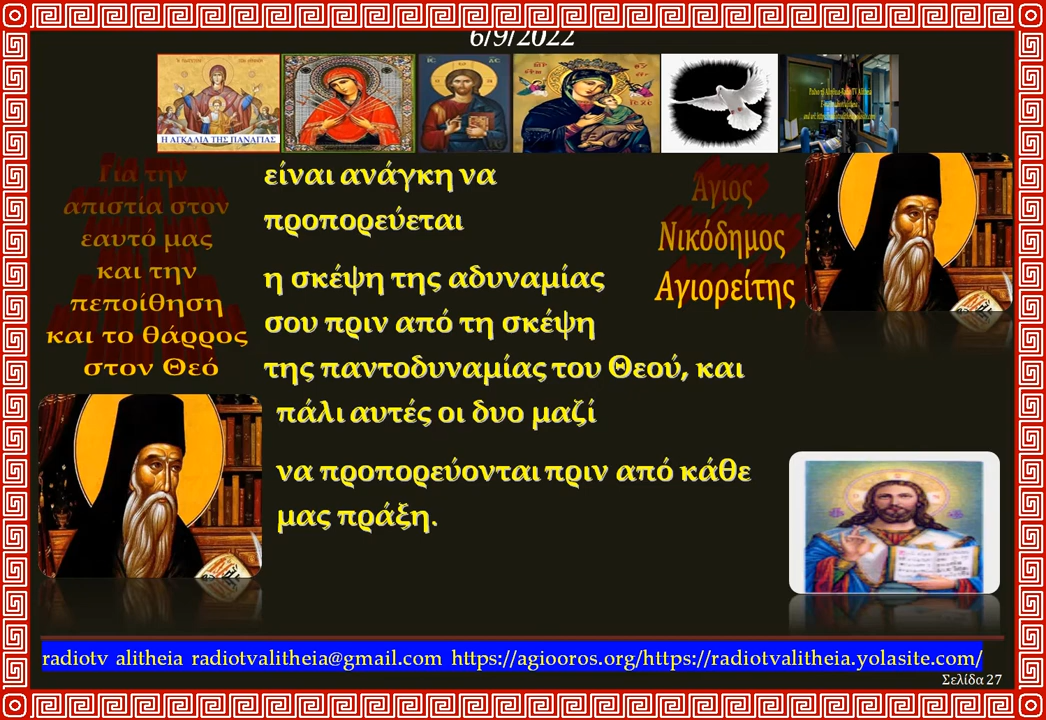 6/9/2022
Η ΑΓΚΑΛΙΑ ΤΗΣ ΠΑΝΑΓΙΑΣ
Για την
απιστία στον
εαυτό μας
και την
πεποίθηση
και το θάρρος
στον Θεό
είναι ανάγκη να
προπορεύεται
η σκέψη της αδυναμίας
σου πριν από τη σκέψη
της παντοδυναμίας του Θεού, και
πάλι αυτές οι δυο μαζί
να προπορεύονται πριν από κάθε
μας πράξη.
Άγιος
Νικόδημος
Αγιορείτης
radiotv alitheia radiotvalitheia@gmail.com https://agiooros.org/https://radiotvalitheia.yolasite.com/
Σελίδα 27